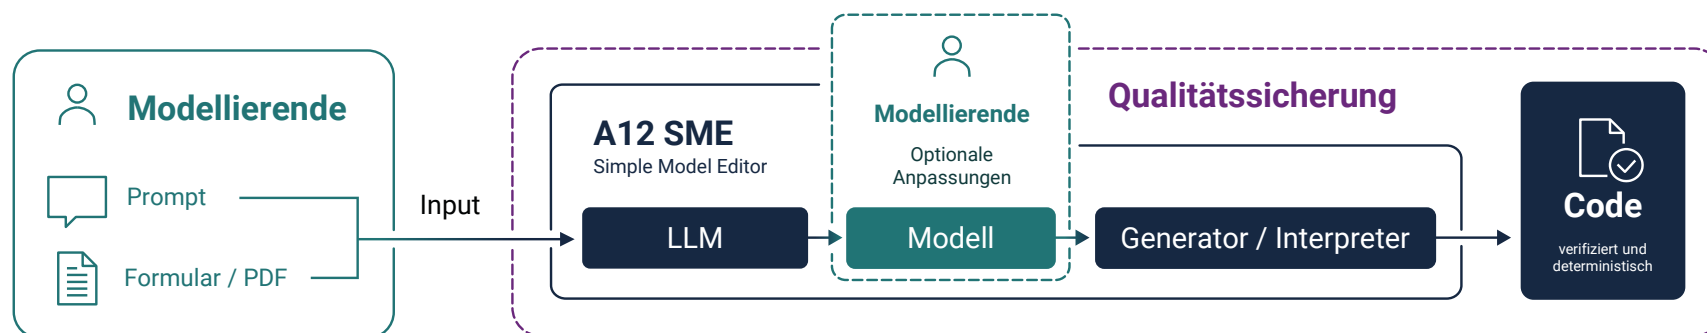 Modellierende
Prompt
Formular / PDF
Input
A12 SME
Simple Model Editor
LLM
Modellierende
Optionale
Anpassungen
Modell
Qualitätssicherung
Generator / Interpreter
Code
verifiziert und
deterministisch